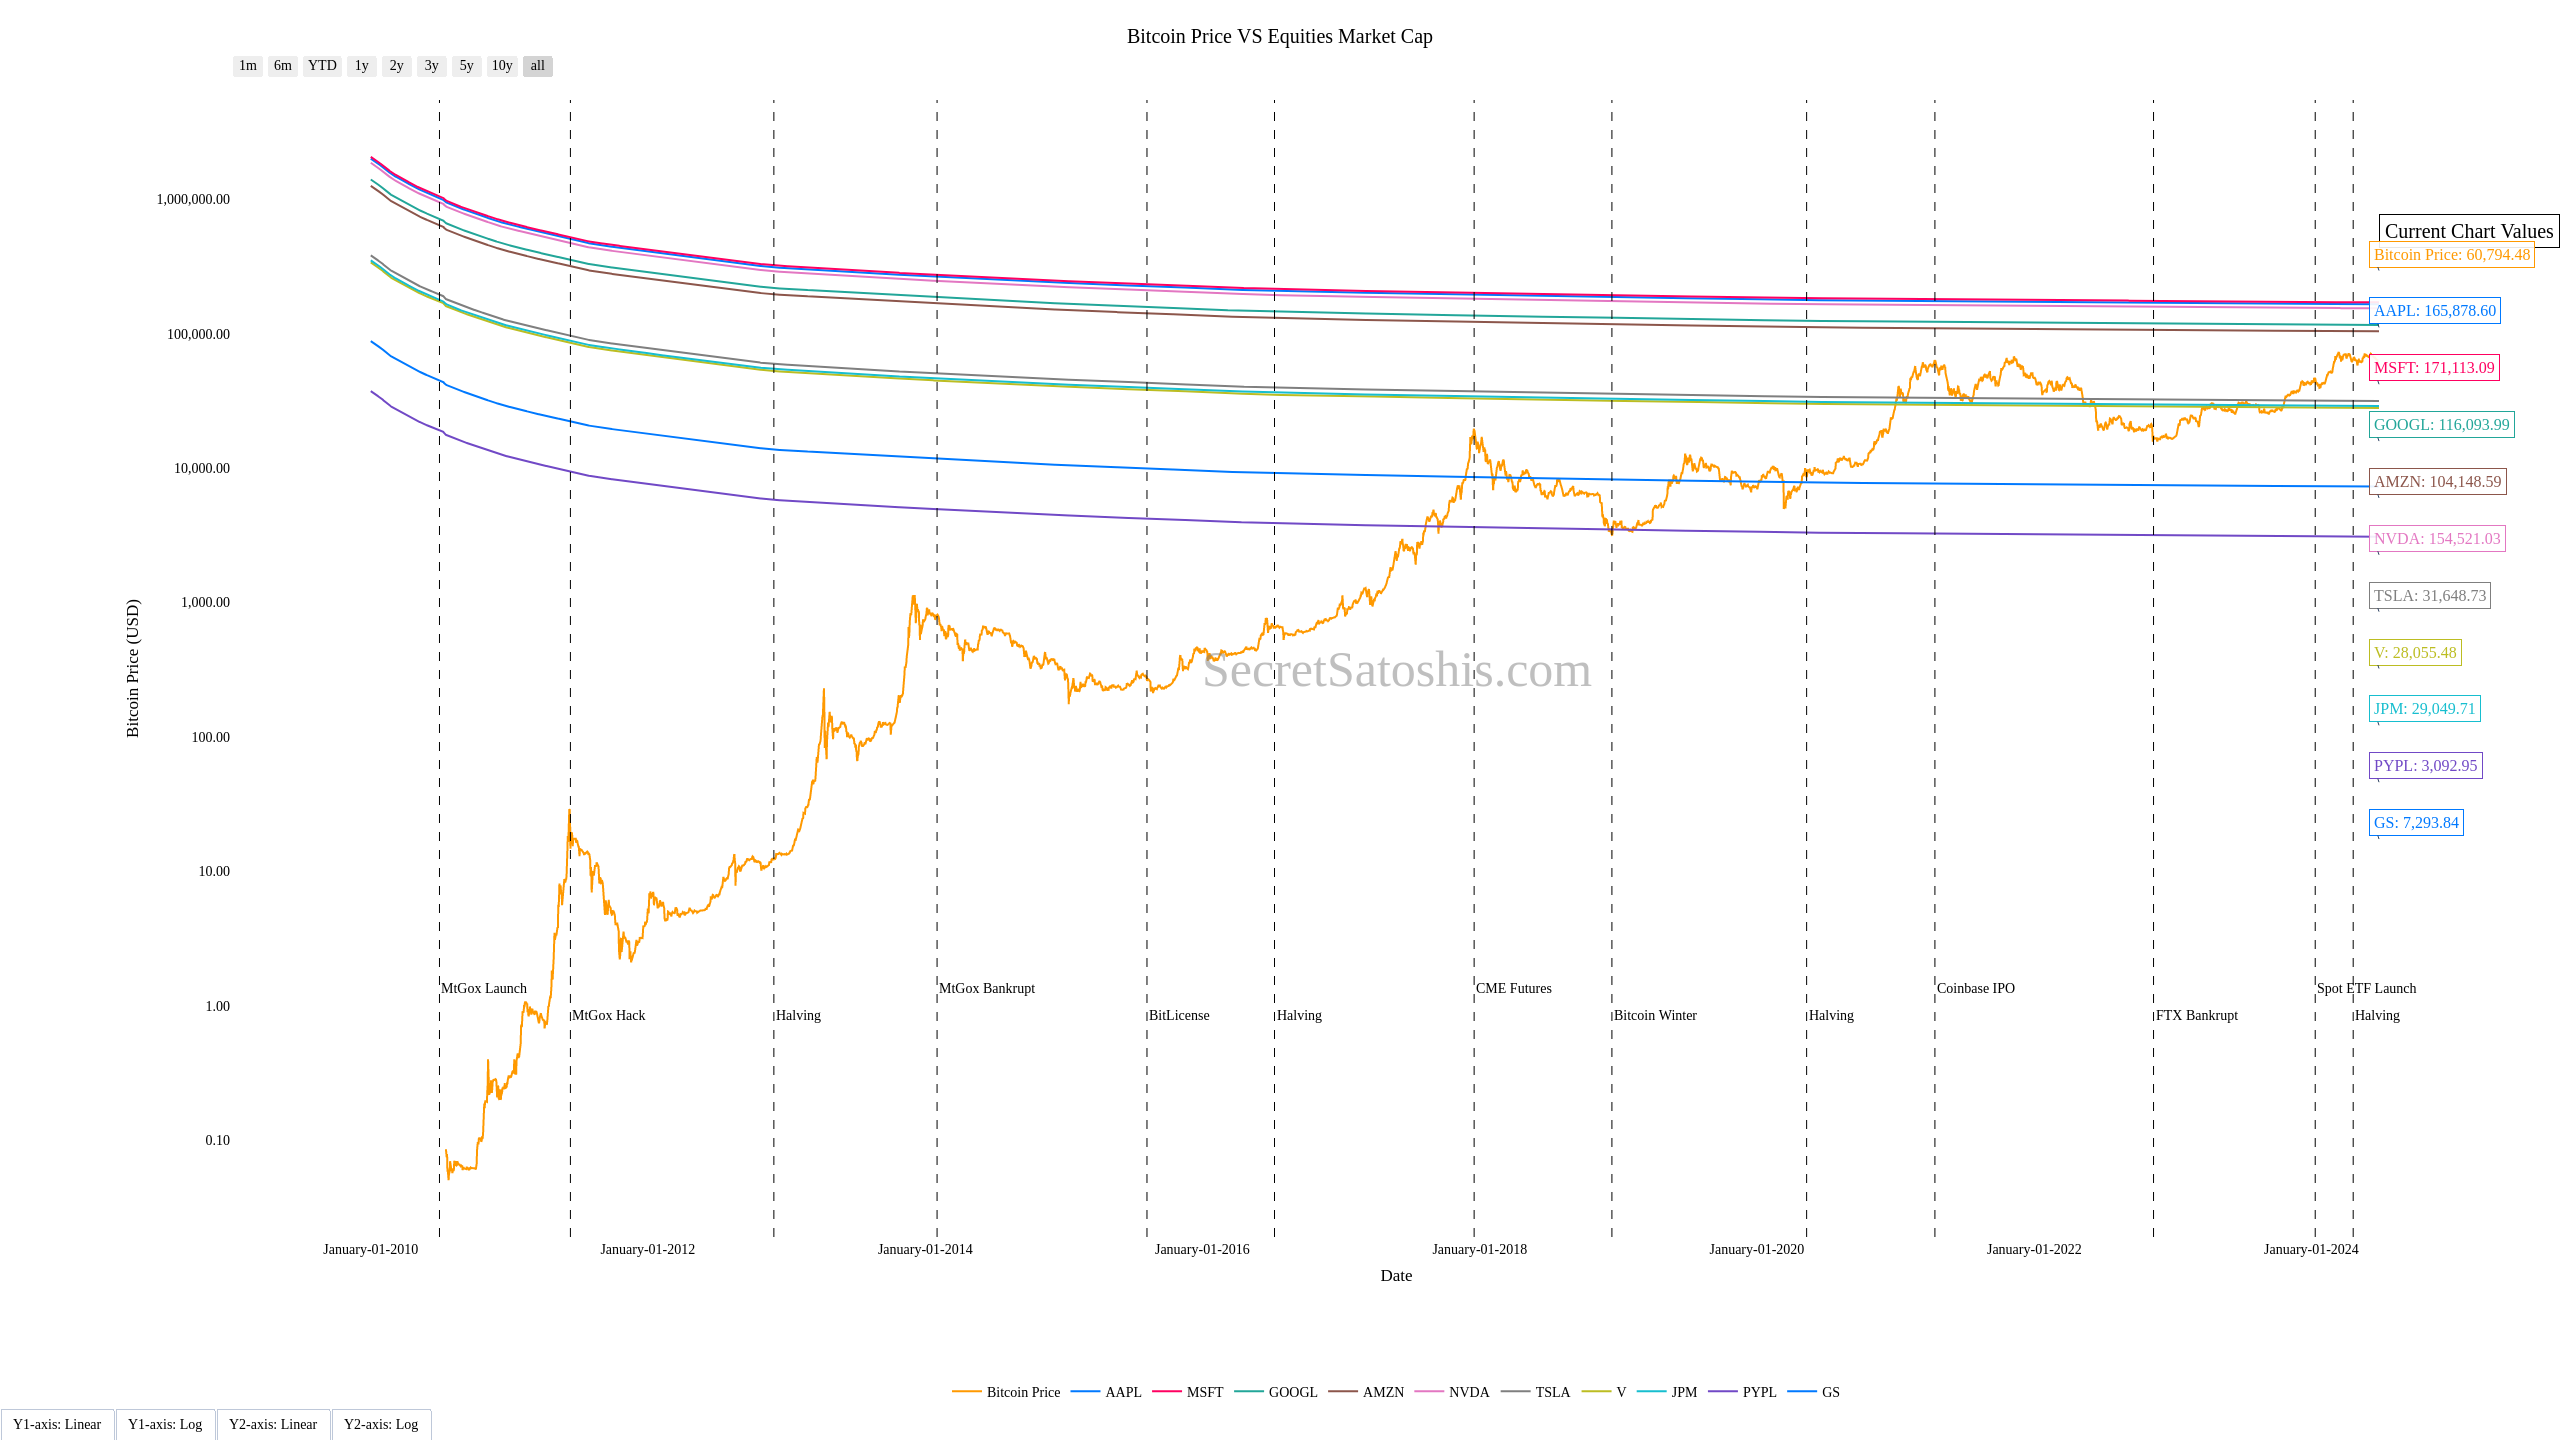 Bitcoin Price VS Equities Market Cap
1m 6m YTD 1y 2y 3y 5y 10y all
1,000,000.00
100,000.00
10,000.00
1,000.00
100.00
10.00
1.00
0.10
Bitcoin Price (USD)
Current Chart Values
Bitcoin Price: 60,794.48
AAPL: 165,878.60
MSFT: 171,113.09
GOOGL: 116,093.99
AMZN: 104,148.59
NVDA: 154,521.03
TSLA: 31,648.73
V: 28,055.48
JPM: 29,049.71
PYPL: 3,092.95
GS: 7,293.84
SecretSatoshis.com
MtGox Launch
MtGox Hack
Halving
MtGox Bankrupt
BitLicense
Halving
CME Futures
Bitcoin Winter
Halving
Coinbase IPO
FTX Bankrupt
Spot ETF Launch
Halving
January-01-2010 January-01-2012 January-01-2014 January-01-2016 January-01-2018 January-01-2020 January-01-2022 January-01-2024
Date
Bitcoin Price AAPL MSFT GOOGL AMZN NVDA TSLA V JPM PYPL GS
Y1-axis: Linear Y1-axis: Log Y2-axis: Linear Y2-axis: Log